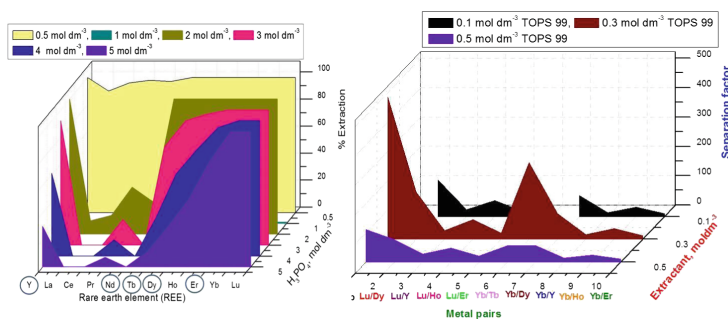 0.5 mol dm⁻³, 1 mol dm⁻³, 2 mol dm⁻³, 3 mol dm⁻³
4 mol dm⁻³, 5 mol dm⁻³
100
80
60
40
20
0
% Extraction
0.5
1
2
3
4
5
H₃PO₄, mol dm⁻³
Y La Ce Pr Nd Tb Dy Ho Er Yb Lu
Rare earth element (REE)
0.1 mol dm⁻³ TOPS 99, 0.3 mol dm⁻³ TOPS 99
0.5 mol dm⁻³ TOPS 99
500
400
300
200
100
0
Separation factor
0.1
0.3
0.5
Extractant, moldm⁻³
2 3 4 5 6 7 8 9 10
Lu/Dy Lu/Y Lu/Ho Lu/Er Yb/Tb Yb/Dy Yb/Y Yb/Ho Yb/Er
Metal pairs